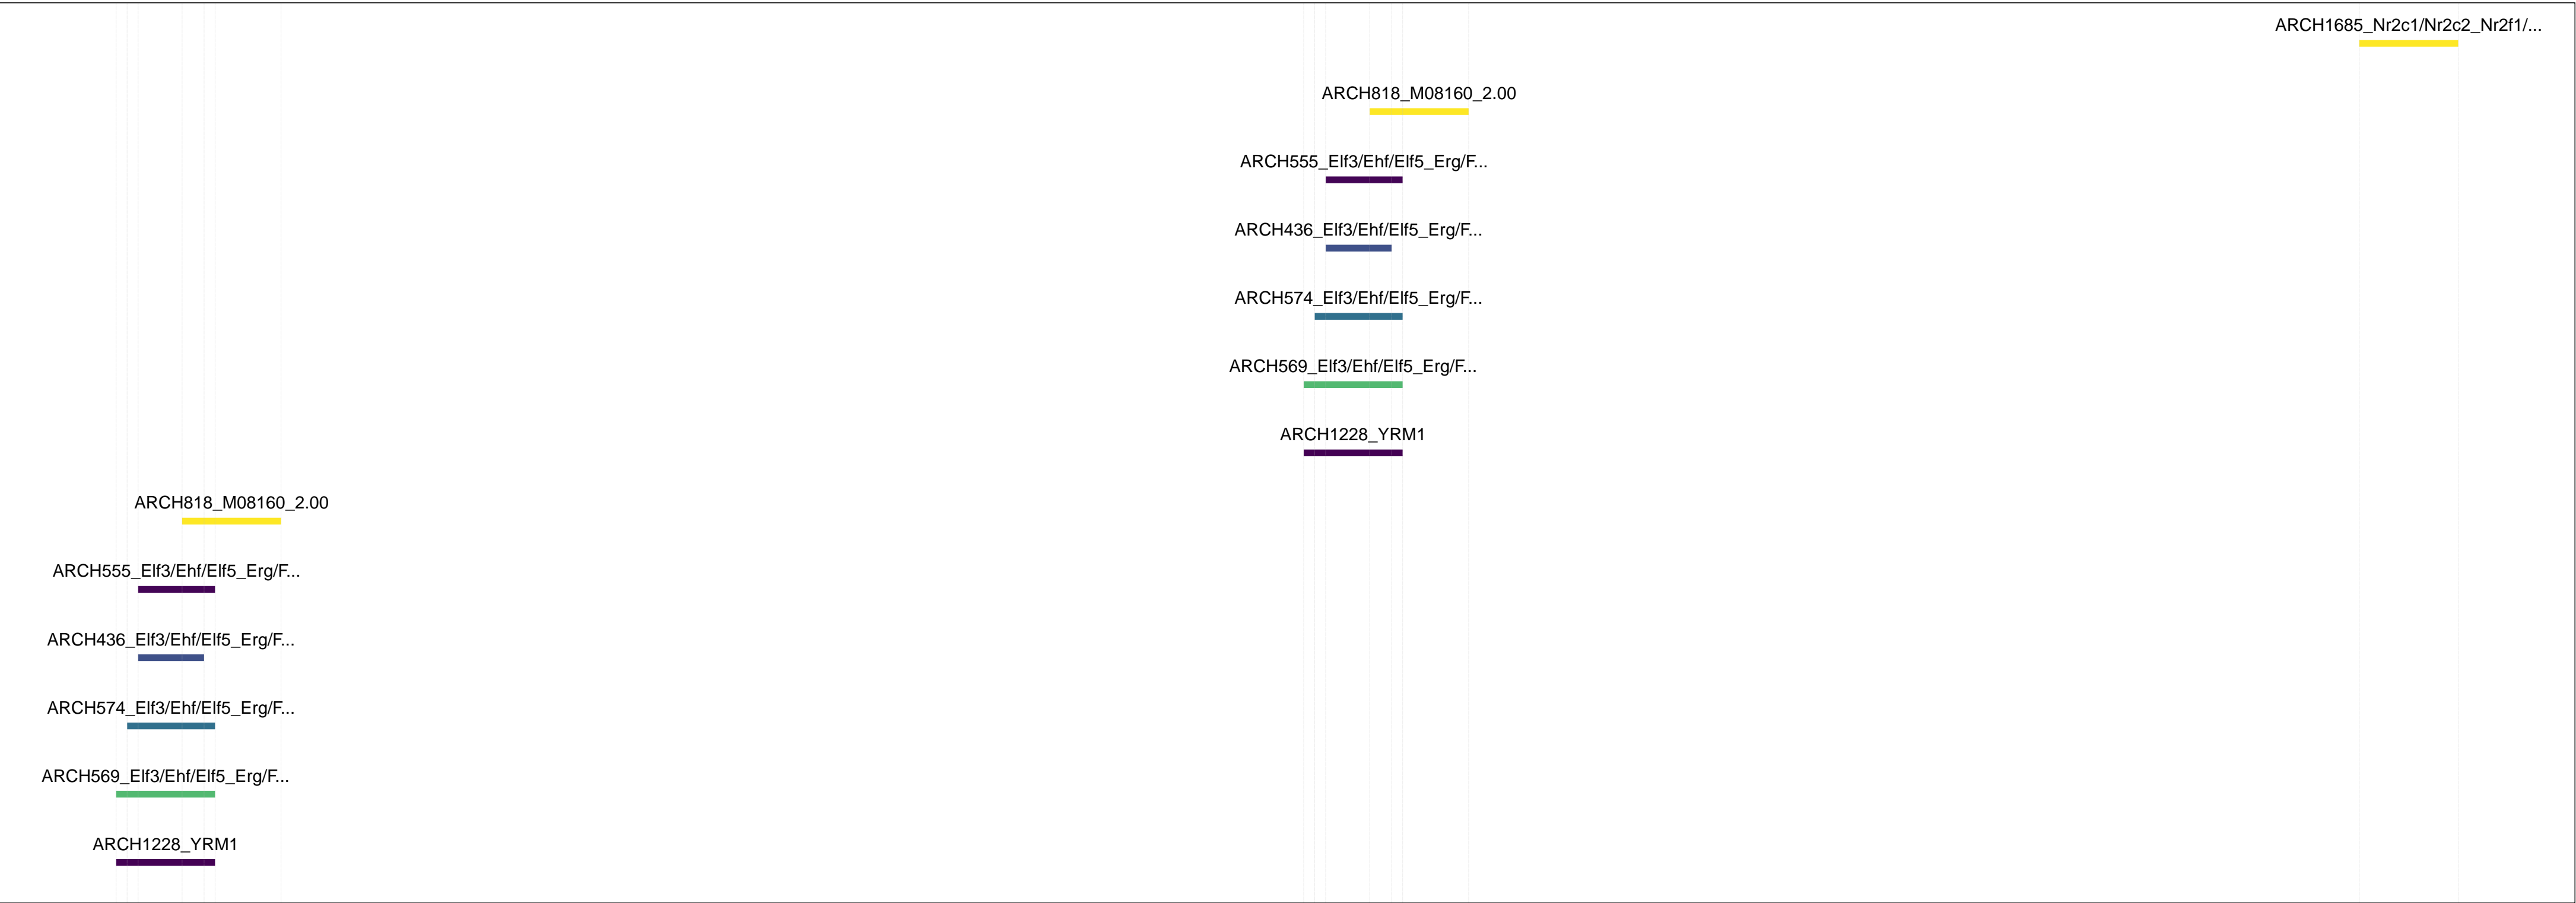 ARCH1685_Nr2c1/Nr2c2_Nr2f1/...
ARCH818_M08160_2.00
ARCH555_Elf3/Ehf/Elf5_Erg/F...
ARCH436_Elf3/Ehf/Elf5_Erg/F...
ARCH574_Elf3/Ehf/Elf5_Erg/F...
ARCH569_Elf3/Ehf/Elf5_Erg/F...
ARCH1228_YRM1
ARCH818_M08160_2.00
ARCH555_Elf3/Ehf/Elf5_Erg/F...
ARCH436_Elf3/Ehf/Elf5_Erg/F...
ARCH574_Elf3/Ehf/Elf5_Erg/F...
ARCH569_Elf3/Ehf/Elf5_Erg/F...
ARCH1228_YRM1